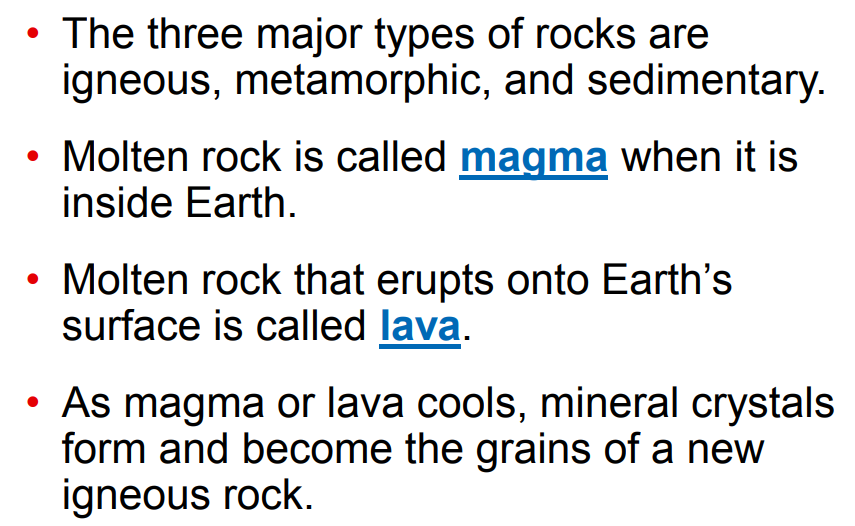 • The three major types of rocks are
igneous, metamorphic, and sedimentary.
• Molten rock is called magma when it is
inside Earth.
• Molten rock that erupts onto Earth’s
surface is called lava.
• As magma or lava cools, mineral crystals
form and become the grains of a new
igneous rock.